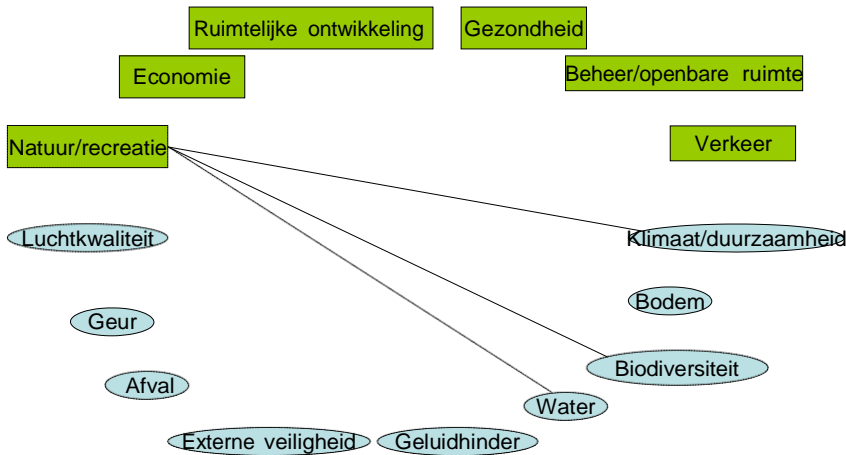 Ruimtelijke ontwikkeling
Gezondheid
Economie
Beheer/openbare ruimte
Natuur/recreatie
Verkeer
Luchtkwaliteit
Klimaat/duurzaamheid
Bodem
Geur
Biodiversiteit
Afval
Water
Externe veiligheid
Geluidhinder